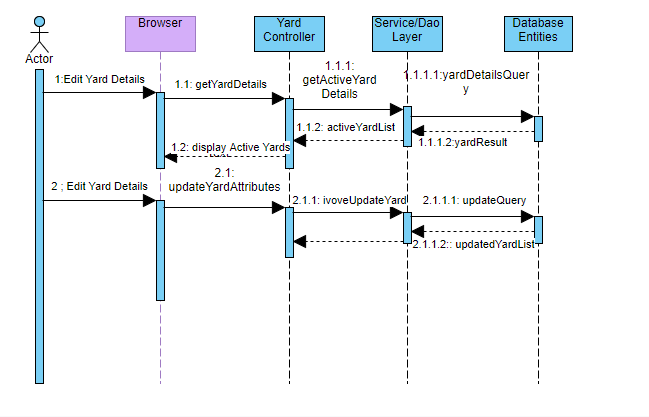 Browser
Yard
Controller
Service/Dao
Layer
Database
Entities
Actor
1:Edit Yard Details
1.1: getYardDetails
1.1.1:
getActiveYard
Details
1.1.1.1:yardDetailsQuer
y
1.1.2: activeYardList
1.1.1.2:yardResult
1.2: display Active Yards
2 ; Edit Yard Details
2.1:
updateYardAttributes
2.1.1: ivoveUpdateYard
2.1.1.1: updateQuery
2.1.1.2:: updatedYardList